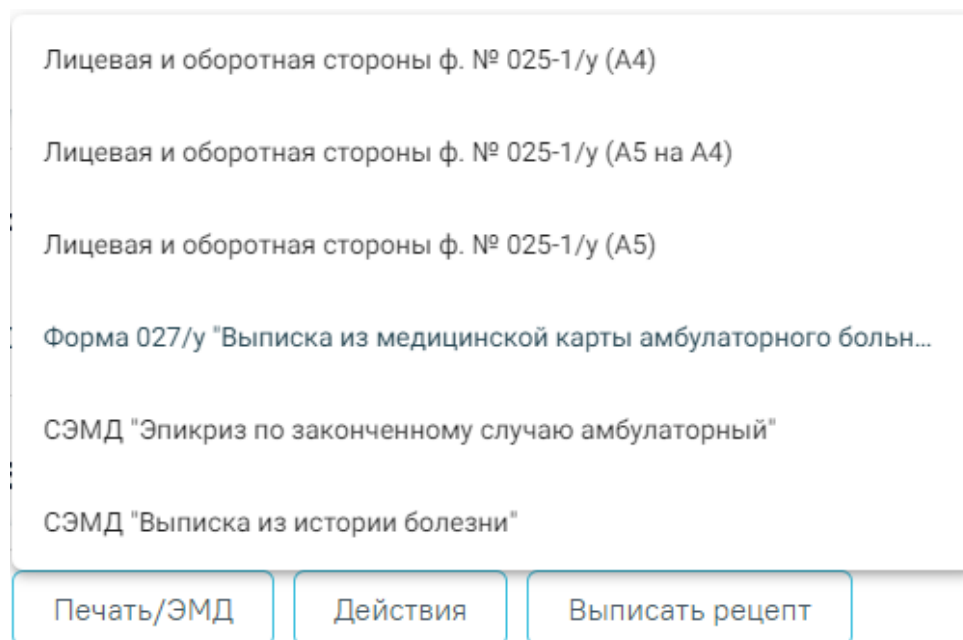 Лицевая и оборотная стороны ф. № 025-1/у (А4)
Лицевая и оборотная стороны ф. № 025-1/у (А5 на А4)
Лицевая и оборотная стороны ф. № 025-1/у (А5)
Форма 027/у "Выписка из медицинской карты амбулаторного больн...
СЭМД "Эпикриз по законченному случаю амбулаторный"
СЭМД "Выписка из истории болезни"
Печать/ЭМД Действия Выписать рецепт